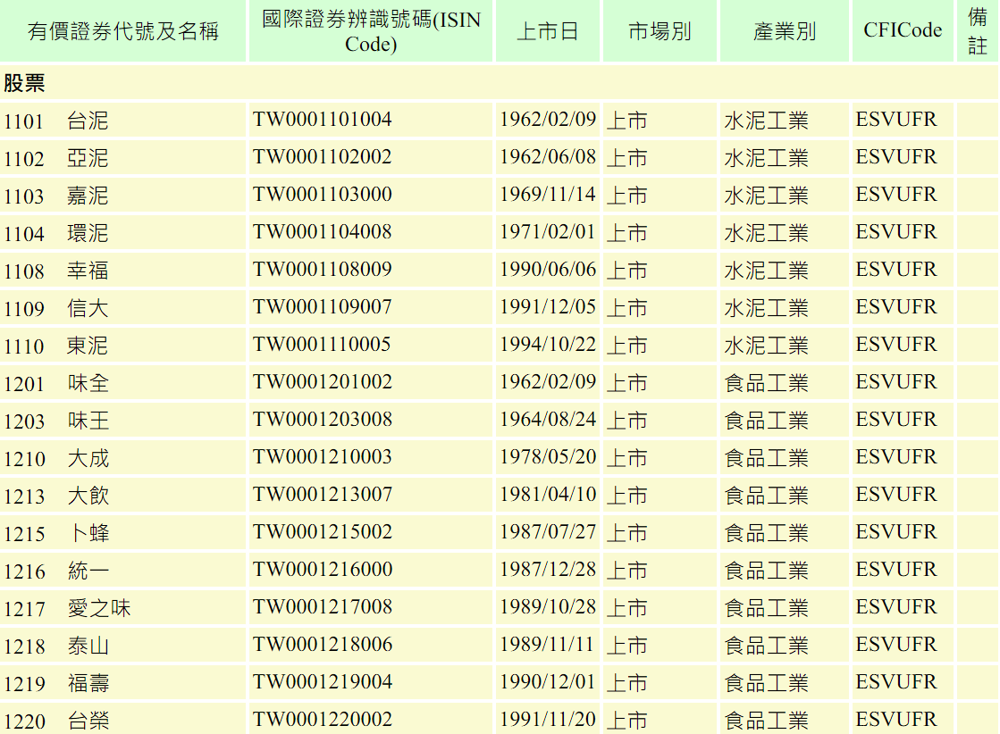 有價證券代號及名稱 國際證券辨識號碼(ISIN Code) 上市日 市場別 產業別 CFICode 備註
股票
1101 台泥 TW0001101004 1962/02/09 上市 水泥工業 ESVUFR
1102 亞泥 TW0001102002 1962/06/08 上市 水泥工業 ESVUFR
1103 嘉泥 TW0001103000 1969/11/14 上市 水泥工業 ESVUFR
1104 環泥 TW0001104008 1971/02/01 上市 水泥工業 ESVUFR
1108 幸福 TW0001108009 1990/06/06 上市 水泥工業 ESVUFR
1109 信大 TW0001109007 1991/12/05 上市 水泥工業 ESVUFR
1110 東泥 TW0001110005 1994/10/22 上市 水泥工業 ESVUFR
1201 味全 TW0001201002 1962/02/09 上市 食品工業 ESVUFR
1203 味王 TW0001203008 1964/08/24 上市 食品工業 ESVUFR
1210 大成 TW0001210003 1978/05/20 上市 食品工業 ESVUFR
1213 大飲 TW0001213007 1981/04/10 上市 食品工業 ESVUFR
1215 卜蜂 TW0001215002 1987/07/27 上市 食品工業 ESVUFR
1216 統一 TW0001216000 1987/12/28 上市 食品工業 ESVUFR
1217 愛之味 TW0001217008 1989/10/28 上市 食品工業 ESVUFR
1218 泰山 TW0001218006 1989/11/11 上市 食品工業 ESVUFR
1219 福壽 TW0001219004 1990/12/01 上市 食品工業 ESVUFR
1220 台榮 TW0001220002 1991/11/20 上市 食品工業 ESVUFR